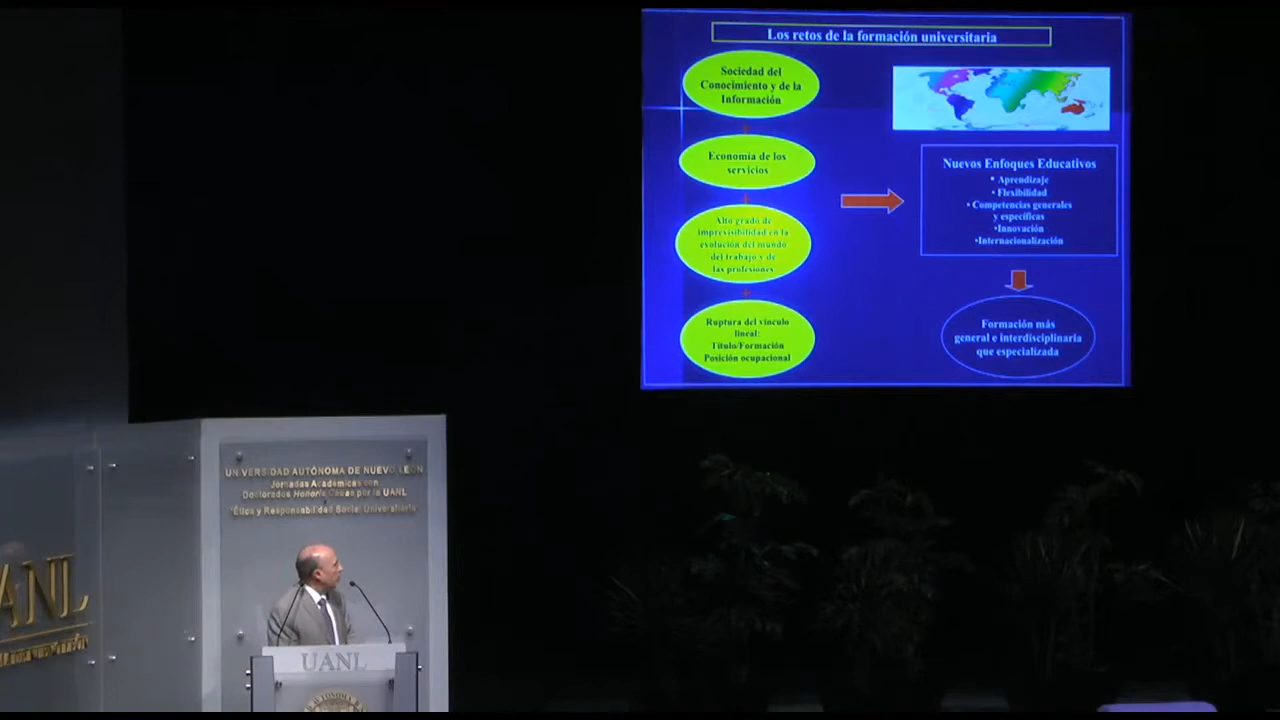 Los retos de la formación universitaria
Sociedad del
Conocimiento y de la
Información
+
Economía de los
servicios
+
Alto grado de
imprevisibilidad en la
evolución del mundo
del trabajo y de
las profesiones
+
Ruptura del vínculo
lineal:
Título/Formación
Posición ocupacional
Nuevos Enfoques Educativos
• Aprendizaje
• Flexibilidad
• Competencias generales
y específicas
•Innovación
•Internacionalización
Formación más
general e interdisciplinaria
que especializada
UNIVERSIDAD AUTÓNOMA DE NUEVO LEÓN
Jornadas Académicas con
Doctorados Honoris Causa por la UANL
"Ética y Responsabilidad Social Universitaria"
UANL
UANL